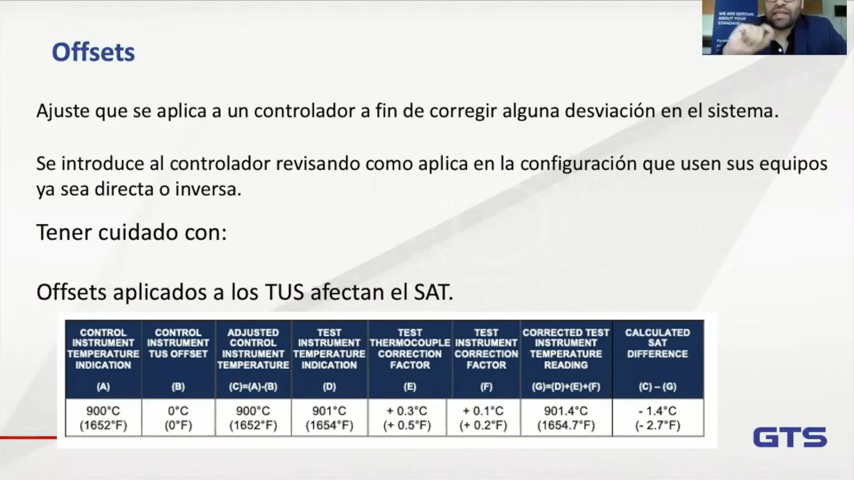 WE ARE SERIOUS
ABOUT YOUR
Offsets
Ajuste que se aplica a un controlador a fin de corregir alguna desviación en el sistema.
Se introduce al controlador revisando como aplica en la configuración que usen sus equipos
ya sea directa o inversa.
Tener cuidado con:
Offsets aplicados a los TUS afectan el SAT.
CONTROL INSTRUMENT TEMPERATURE INDICATION (A)
CONTROL INSTRUMENT TUS OFFSET (B)
ADJUSTED CONTROL INSTRUMENT TEMPERATURE (C)=(A)-(B)
TEST INSTRUMENT TEMPERATURE INDICATION (D)
TEST THERMOCOUPLE CORRECTION FACTOR (E)
TEST INSTRUMENT CORRECTION FACTOR (F)
CORRECTED TEST INSTRUMENT TEMPERATURE READING (G)=(D)+(E)+(F)
CALCULATED SAT DIFFERENCE (C) – (G)
900°C 0°C 900°C 901°C + 0.3°C + 0.1°C 901.4°C - 1.4°C
(1652°F) (0°F) (1652°F) (1654°F) (+ 0.5°F) (+ 0.2°F) (1654.7°F) (- 2.7°F)
GTS